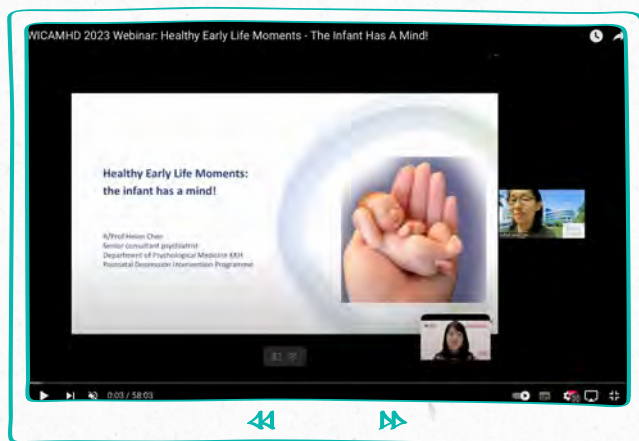 WICAMHD 2023 Webinar: Healthy Early Life Moments - The Infant Has A Mind!
Healthy Early Life Moments:
the infant has a mind!
A/Prof Helen Chen
Senior consultant psychiatrist
Department of Psychological Medicine KKH
Postnatal Depression Intervention Programme
0:03 / 58:03